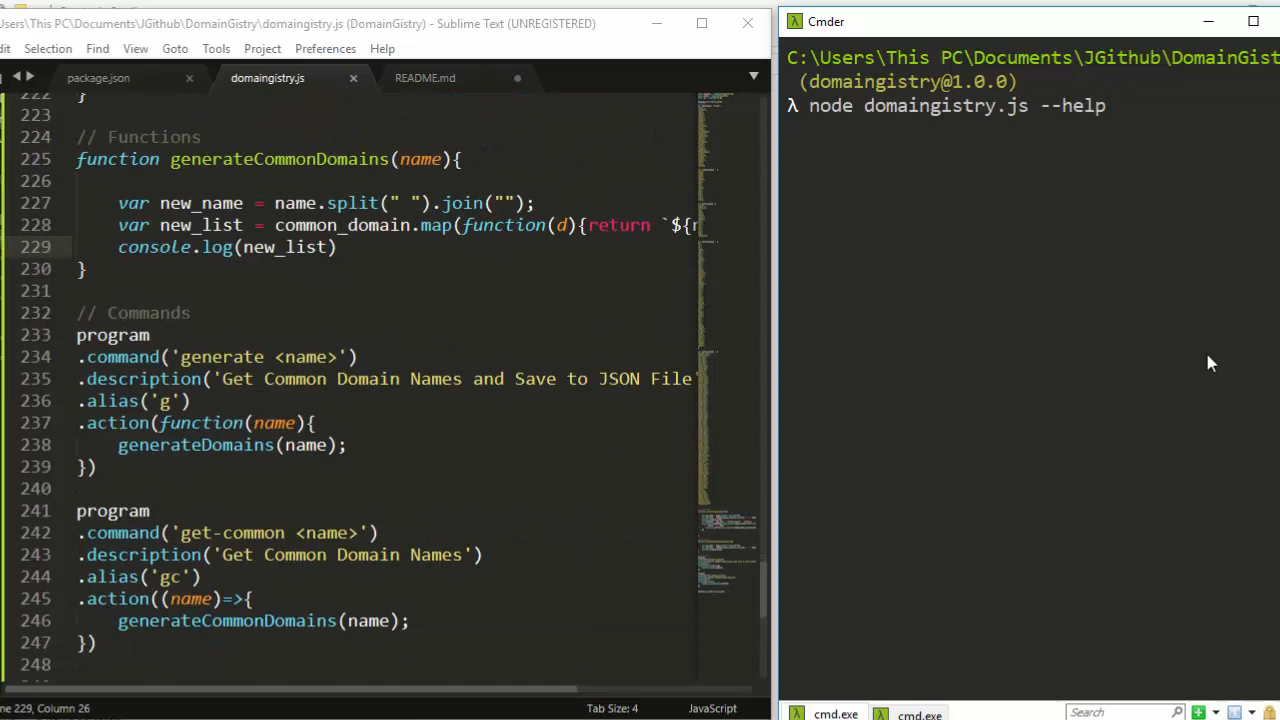 Users\This PC\Documents\JGithub\DomainGistry\domaingistry.js (DomainGistry) - Sublime Text (UNREGISTERED)
Selection Find View Goto Tools Project Preferences Help
package.json domaingistry.js README.md
222 }
223
224 // Functions
225 function generateCommonDomains(name){
226
227 var new_name = name.split(" ").join("");
228 var new_list = common_domain.map(function(d){return `${
229 console.log(new_list)
230 }
231
232 // Commands
233 program
234 .command('generate <name>')
235 .description('Get Common Domain Names and Save to JSON File'
236 .alias('g')
237 .action(function(name){
238 generateDomains(name);
239 })
240
241 program
242 .command('get-common <name>')
243 .description('Get Common Domain Names')
244 .alias('gc')
245 .action((name)=>{
246 generateCommonDomains(name);
247 })
248
ne 229, Column 26 Tab Size: 4 JavaScript
λ Cmder
C:\Users\This PC\Documents\JGithub\DomainGist
(domaingistry@1.0.0)
λ node domaingistry.js --help
λ cmd.exe λ cmd.exe Search